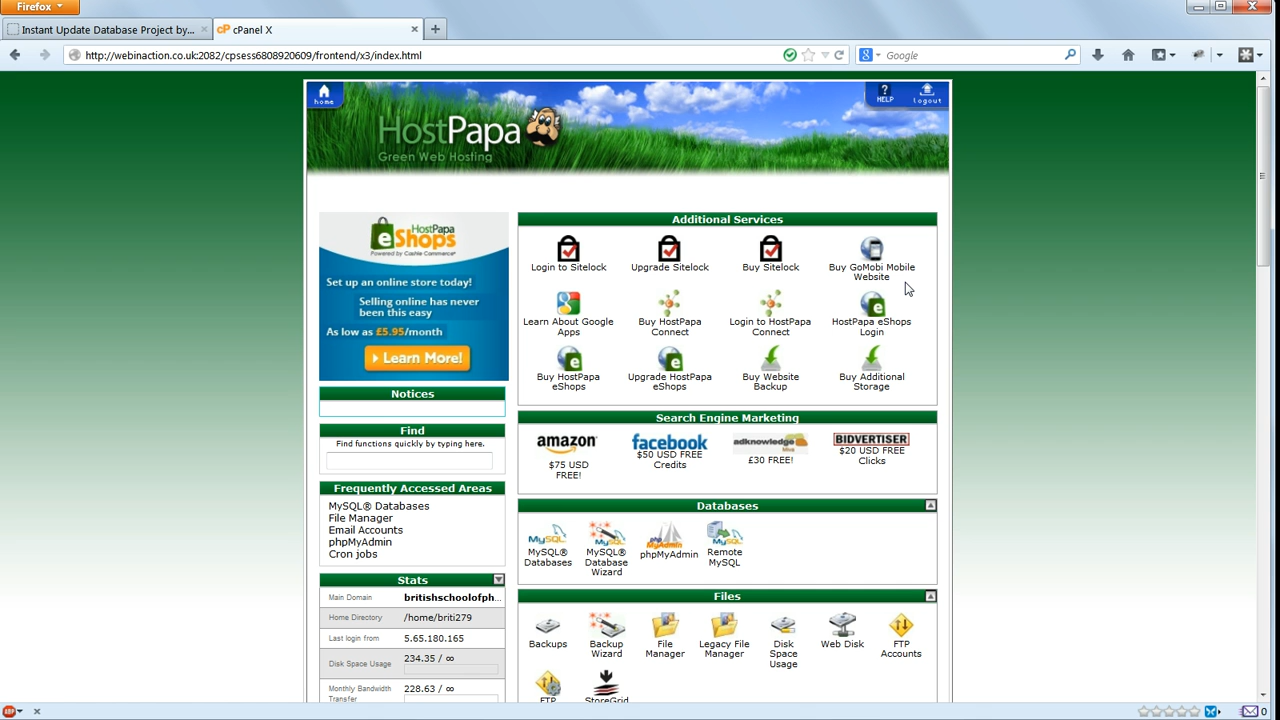 Firefox
Instant Update Database Project by...
cPanel X
http://webinaction.co.uk:2082/cpsess6808920609/frontend/x3/index.html
Google
home
HELP
logout
HostPapa
Green Web Hosting
HostPapa
eShops
Powered by Cashie Commerce
Set up an online store today!
Selling online has never
been this easy
As low as £5.95/month
Learn More!
Notices
Find
Find functions quickly by typing here.
Frequently Accessed Areas
MySQL® Databases
File Manager
Email Accounts
phpMyAdmin
Cron jobs
Stats
Main Domain britishschoolofph...
Home Directory /home/briti279
Last login from 5.65.180.165
Disk Space Usage 234.35 / ∞
Monthly Bandwidth
Transfer 228.63 / ∞
Additional Services
Login to Sitelock
Upgrade Sitelock
Buy Sitelock
Buy GoMobi Mobile
Website
Learn About Google
Apps
Buy HostPapa
Connect
Login to HostPapa
Connect
HostPapa eShops
Login
Buy HostPapa
eShops
Upgrade HostPapa
eShops
Buy Website
Backup
Buy Additional
Storage
Search Engine Marketing
amazon
$75 USD
FREE!
facebook
$50 USD FREE
Credits
adknowledge
£30 FREE!
BIDVERTISER
$20 USD FREE
Clicks
Databases
MySQL®
Databases
MySQL®
Database
Wizard
phpMyAdmin
Remote
MySQL
Files
Backups
Backup
Wizard
File
Manager
Legacy File
Manager
Disk
Space
Usage
Web Disk
FTP
Accounts
FTP
StoreGrid
ABP
0